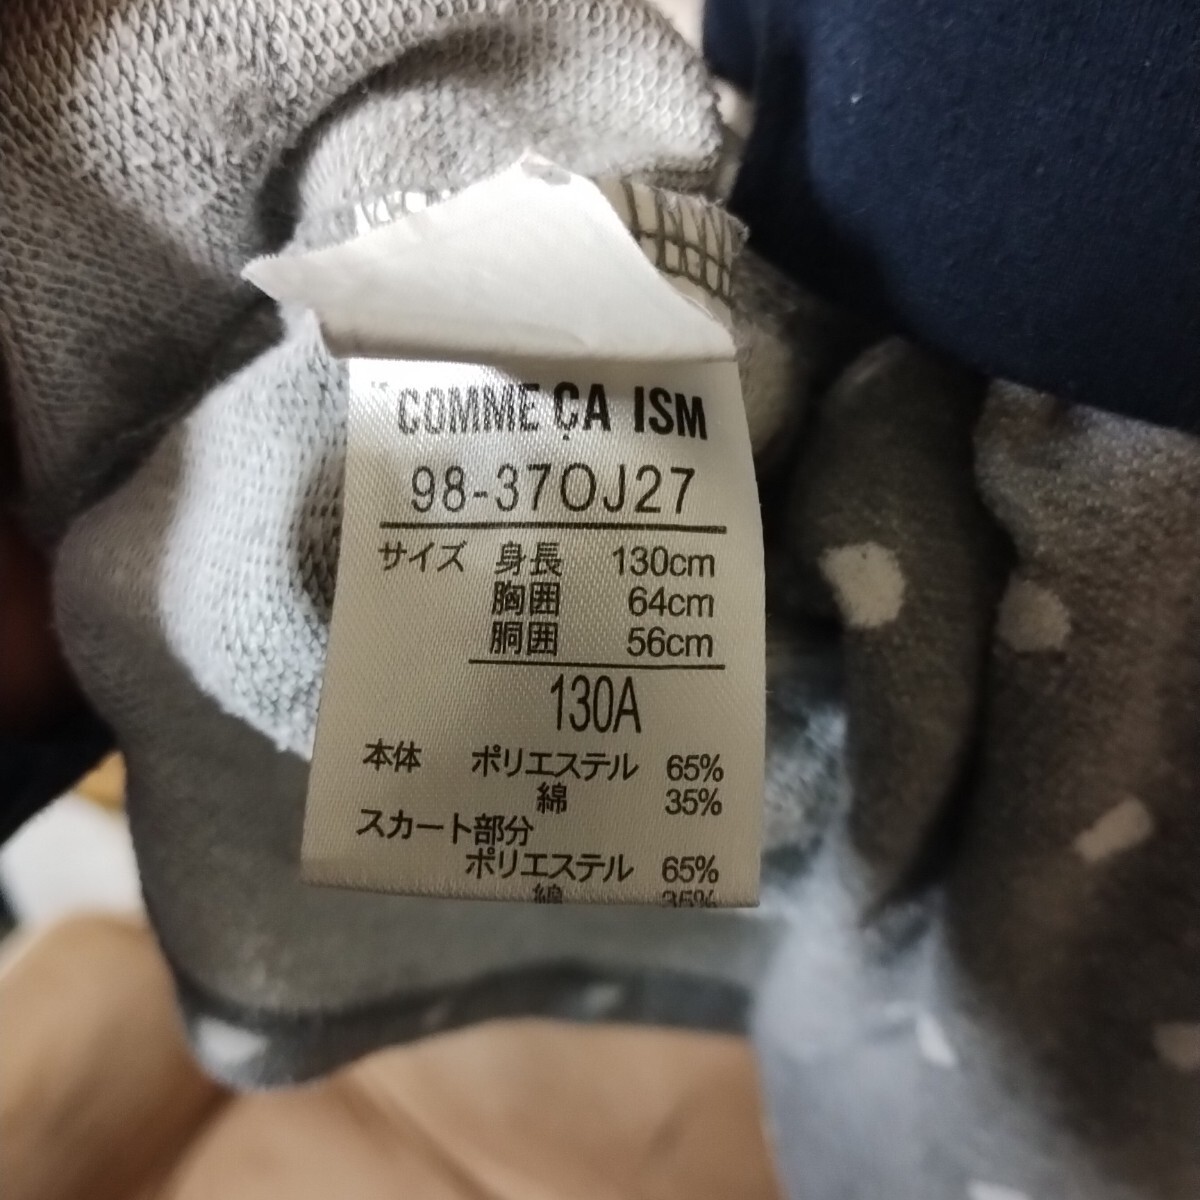 COMME ÇA ISM
98-37OJ27
サイズ 身長 130cm
胸囲 64cm
胴囲 56cm
130A
本体 ポリエステル 65%
綿 35%
スカート部分
ポリエステル 65%
綿 35%